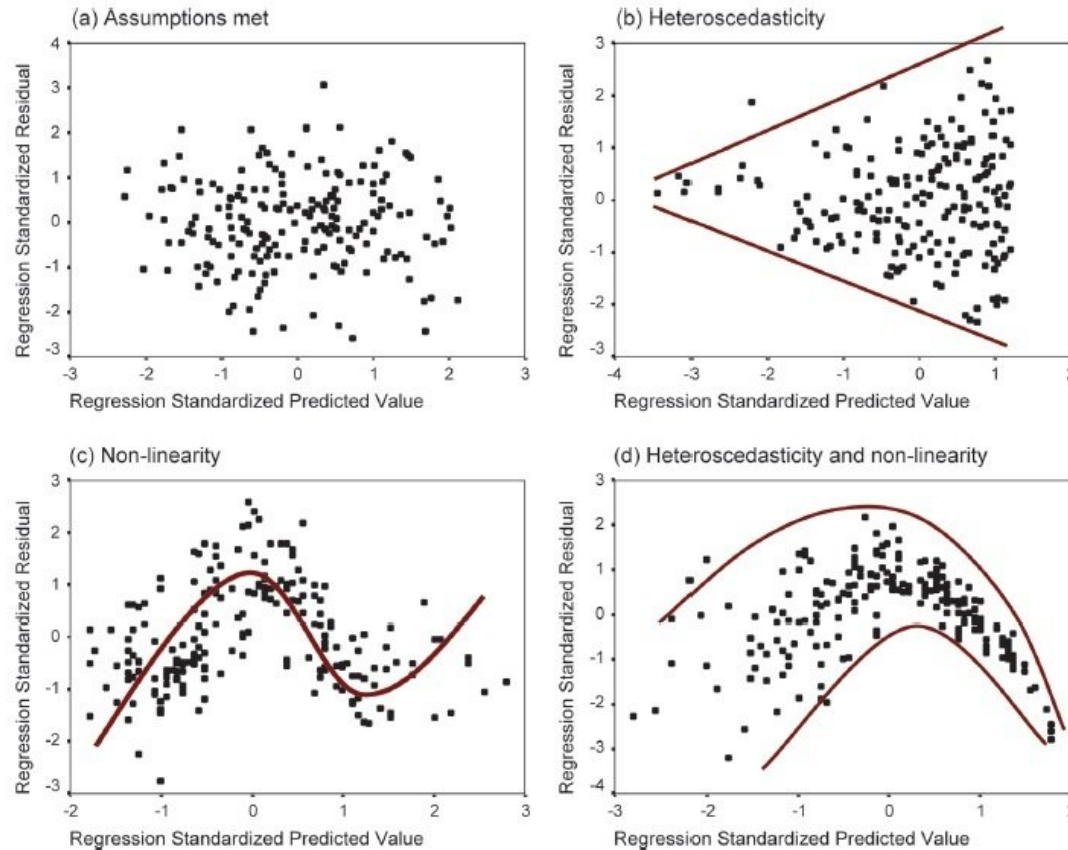 (a) Assumptions met
Regression Standardized Residual
4
3
2
1
0
-1
-2
-3
-3 -2 -1 0 1 2 3
Regression Standardized Predicted Value
(b) Heteroscedasticity
Regression Standardized Residual
3
2
1
0
-1
-2
-3
-4 -3 -2 -1 0 1 2
Regression Standardized Predicted Value
(c) Non-linearity
Regression Standardized Residual
3
2
1
0
-1
-2
-3
-2 -1 0 1 2 3
Regression Standardized Predicted Value
(d) Heteroscedasticity and non-linearity
Regression Standardized Residual
3
2
1
0
-1
-2
-3
-4
-3 -2 -1 0 1 2
Regression Standardized Predicted Value